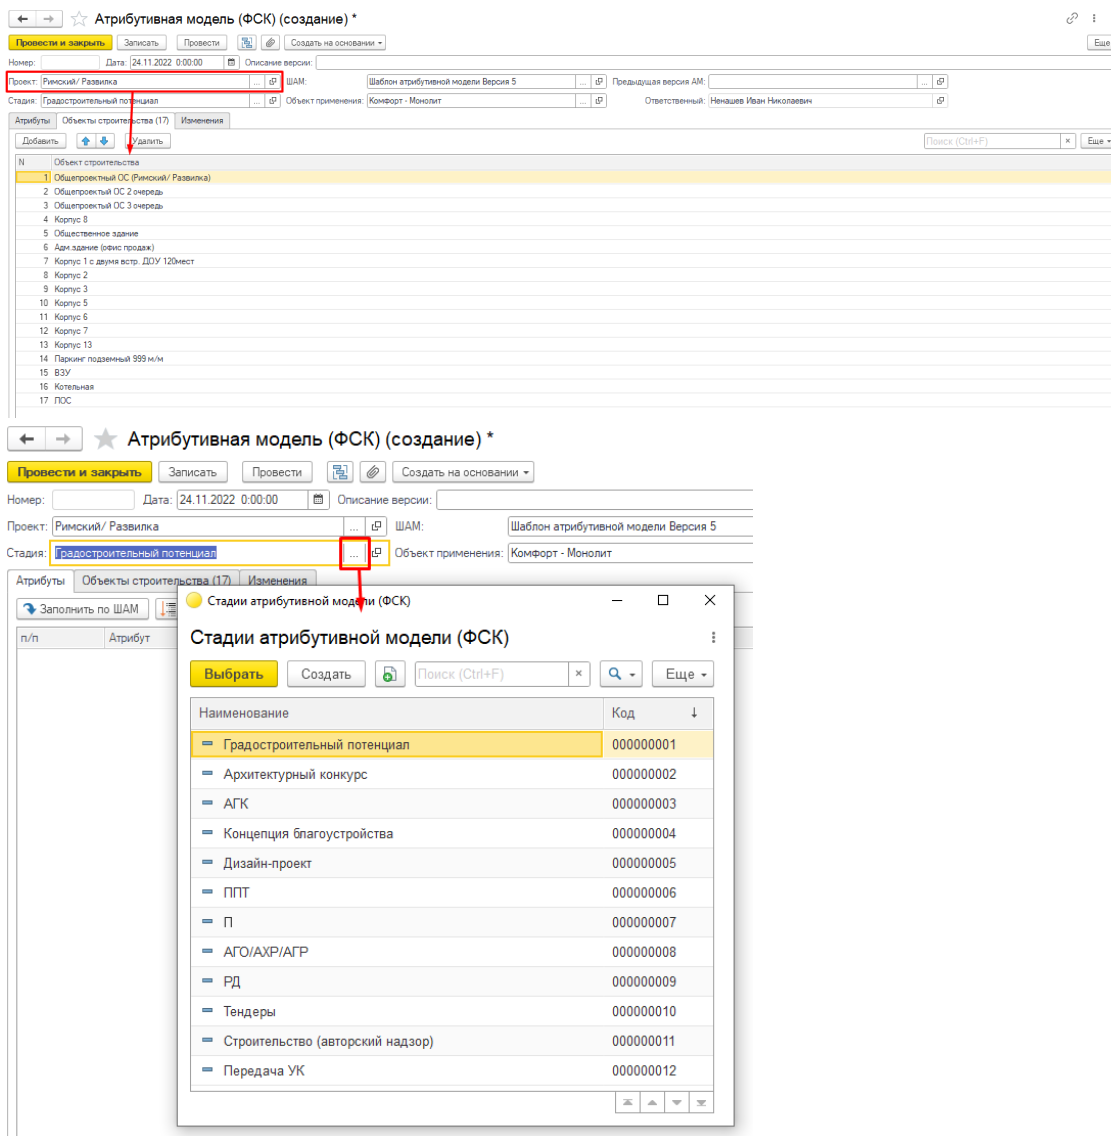 Атрибутивная модель (ФСК) (создание) *
Провести и закрыть Записать Провести Создать на основании Еще
Номер: Дата: 24.11.2022 0:00:00 Описание версии:
Проект: Римский/ Развилка ... ШАМ: Шаблон атрибутивной модели Версия 5 ... Предыдущая версия АМ: ...
Стадия: Градостроительный потенциал ... Объект применения: Комфорт - Монолит ... Ответственный: Ненашев Иван Николаевич
Атрибуты Объекты строительства (17) Изменения
Добавить Удалить Поиск (Ctrl+F) × Еще
N Объект строительства
1 Общепроектный ОС (Римский/ Развилка)
2 Общепроектый ОС 2 очередь
3 Общепроектый ОС 3 очередь
4 Корпус 8
5 Общественное здание
6 Адм.здание (офис продаж)
7 Корпус 1 с двумя встр. ДОУ 120мест
8 Корпус 2
9 Корпус 3
10 Корпус 5
11 Корпус 6
12 Корпус 7
13 Корпус 13
14 Паркинг подземный 999 м/м
15 ВЗУ
16 Котельная
17 ЛОС
Атрибутивная модель (ФСК) (создание) *
Провести и закрыть Записать Провести Создать на основании
Номер: Дата: 24.11.2022 0:00:00 Описание версии:
Проект: Римский/ Развилка ... ШАМ: Шаблон атрибутивной модели Версия 5
Стадия: Градостроительный потенциал ... Объект применения: Комфорт - Монолит
Атрибуты Объекты строительства (17) Изменения
Заполнить по ШАМ
п/п Атрибут
Стадии атрибутивной модели (ФСК)
Стадии атрибутивной модели (ФСК)
Выбрать Создать Поиск (Ctrl+F) × Еще
Наименование Код ↓
Градостроительный потенциал 000000001
Архитектурный конкурс 000000002
АГК 000000003
Концепция благоустройства 000000004
Дизайн-проект 000000005
ППТ 000000006
П 000000007
АГО/АХР/АГР 000000008
РД 000000009
Тендеры 000000010
Строительство (авторский надзор) 000000011
Передача УК 000000012